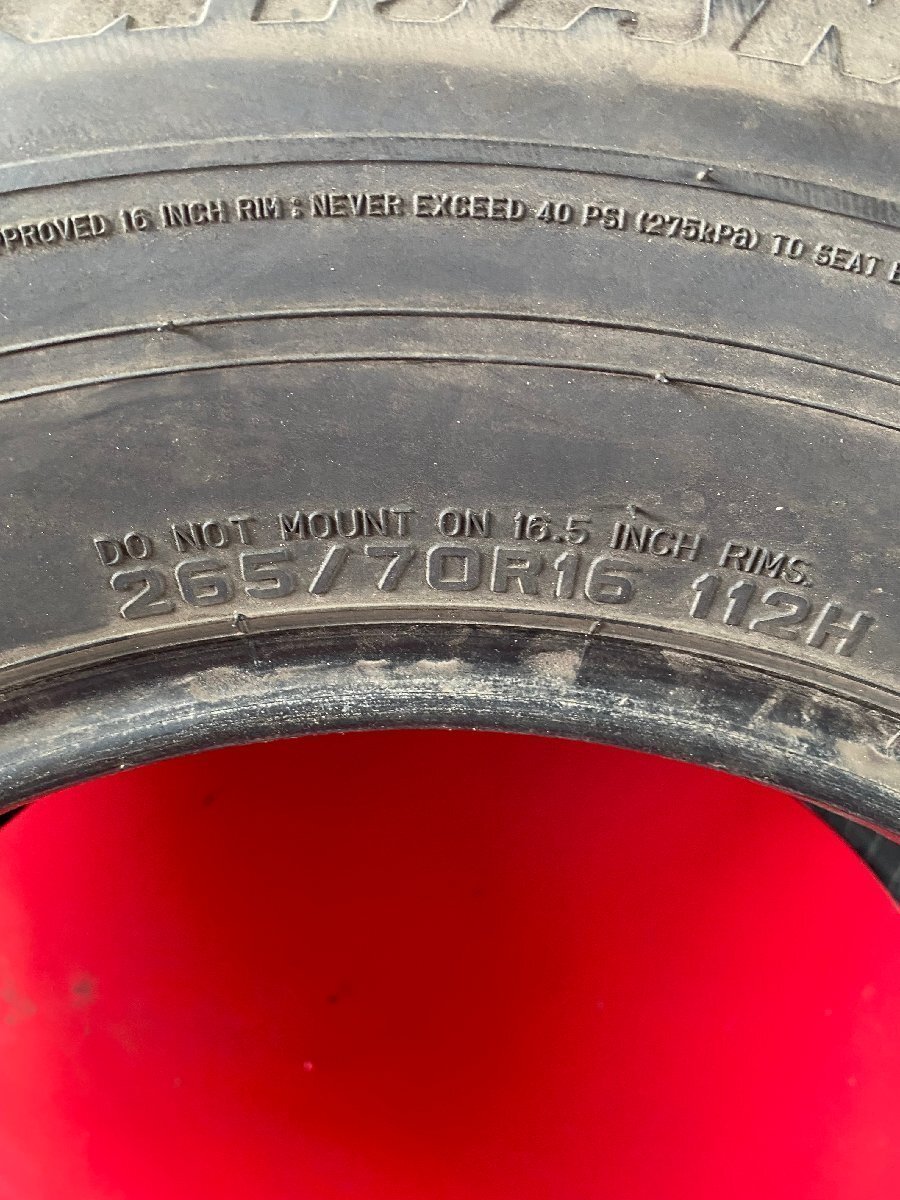 APPROVED 16 INCH RIM : NEVER EXCEED 40 PSI (275kPa) TO SEAT
DO NOT MOUNT ON 16.5 INCH RIMS.
265/70R16 112H